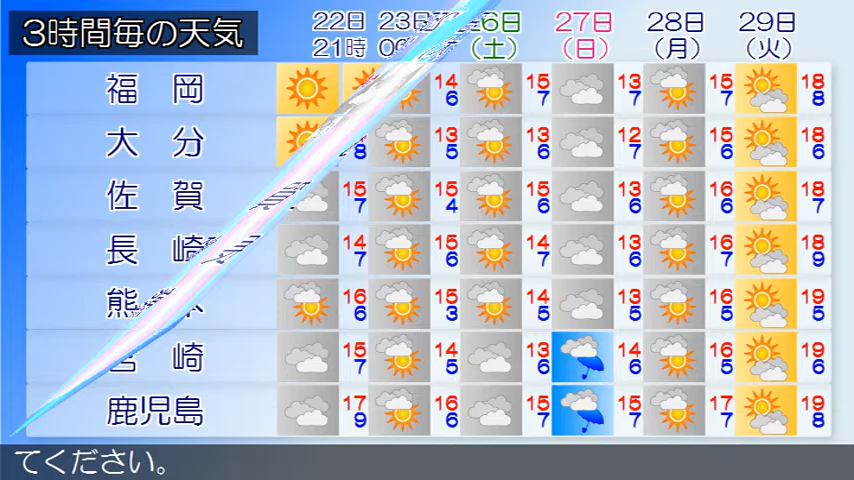 3時間毎の天気
22日 23日 6日 27日 28日 29日
21時 (土) (日) (月) (火)
福岡 14 6 15 7 13 7 15 7 18 8
大分 8 13 5 13 6 12 7 15 6 18 6
佐賀 15 7 15 4 15 6 13 6 16 6 18 7
長崎 14 7 15 6 14 7 13 6 16 7 18 9
熊 16 6 15 3 14 5 13 5 16 5 19 5
宮崎 15 7 14 5 13 6 14 6 16 5 19 6
鹿児島 17 9 16 6 15 7 15 7 17 7 19 8
てください。